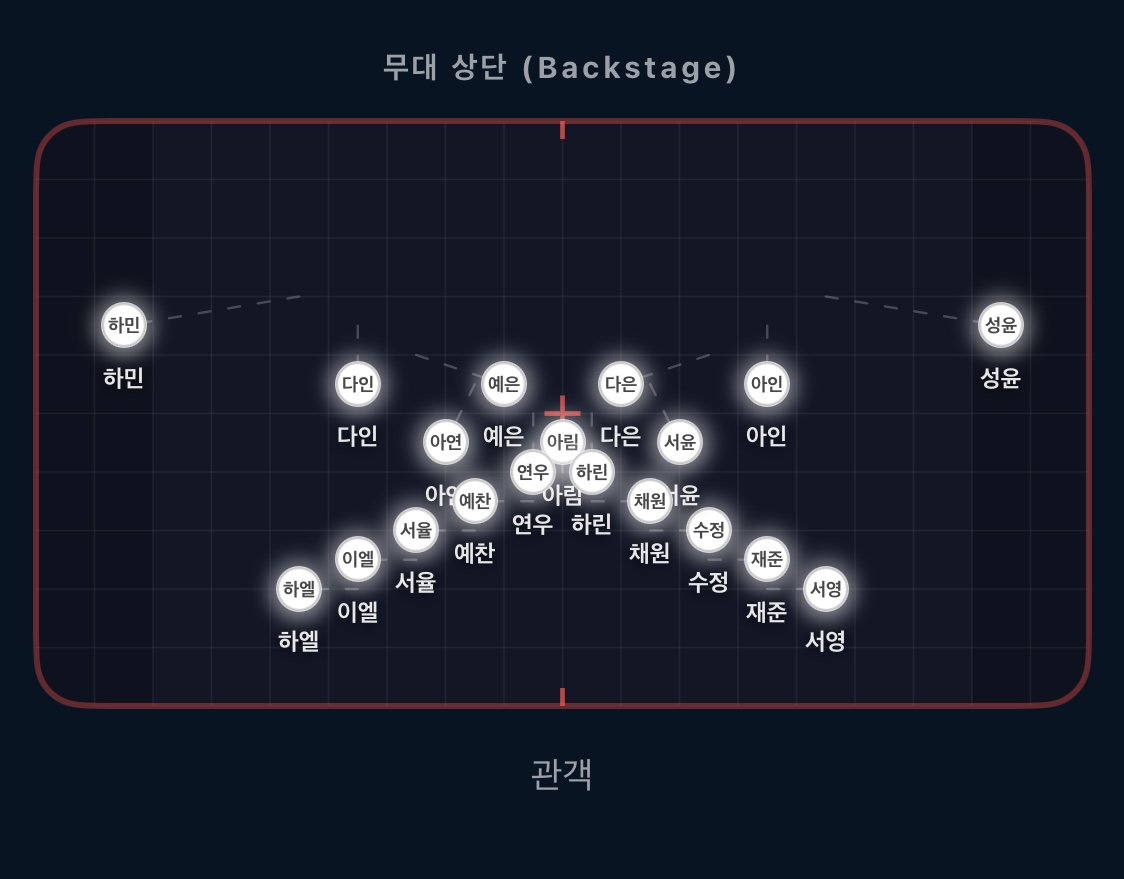 무대 상단 (Backstage)
하민
하민
성윤
성윤
다인
다인
예은
예은
다은
다은
아인
아인
아연
아림
아림
서윤
연우
연우
하린
하린
예찬
예찬
채원
채원
서율
서율
수정
수정
이엘
이엘
재준
재준
하엘
하엘
서영
서영
관객